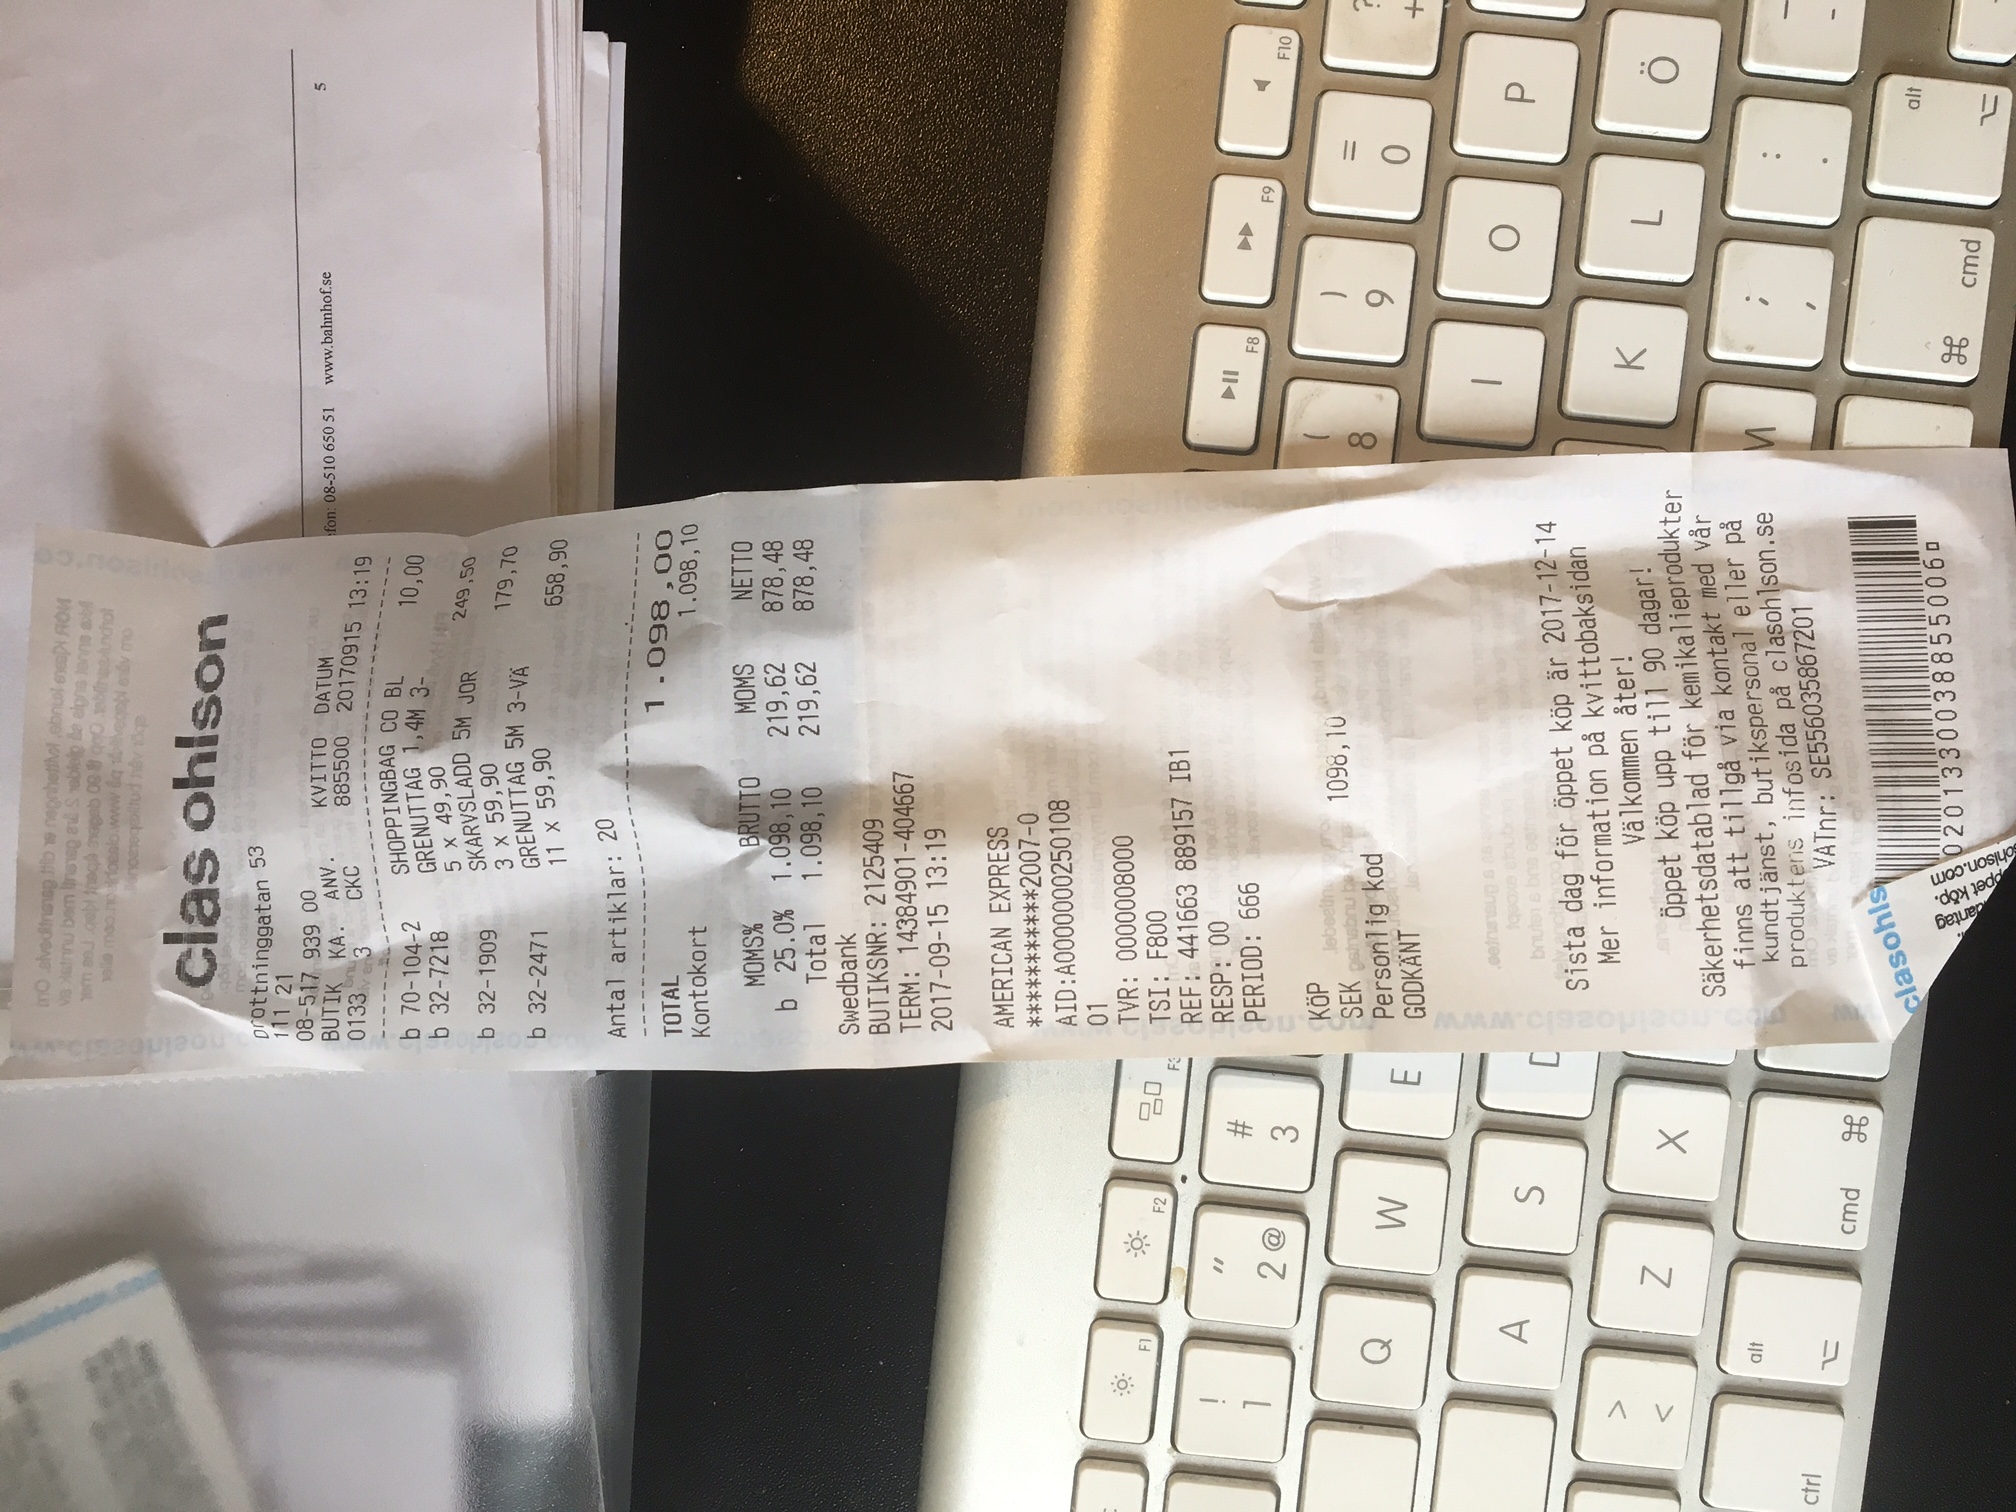 clas ohlson
Drottninggatan 53
111 21
08-517 939 00
BUTIK KA. ANV. KVITTO DATUM
0133 3 CKC 885500 20170915 13:19
b 70-104-2 SHOPPINGBAG CO BL 10,00
b 32-7218 GRENUTTAG 1,4M 3-
5 x 49,90 249,50
b 32-1909 SKARVSLADD 5M JOR
3 x 59,90 179,70
b 32-2471 GRENUTTAG 5M 3-VÄ
11 x 59,90 658,90
Antal artiklar: 20
TOTAL 1.098,00
Kontokort 1.098,10
MOMS% BRUTTO MOMS NETTO
b 25.0% 1.098,10 219,62 878,48
Total 1.098,10 219,62 878,48
Swedbank
BUTIKSNR: 2125409
TERM: 14384901-404667
2017-09-15 13:19
AMERICAN EXPRESS
***********2007-0
AID:A0000000250108
01
TVR: 0000008000
TSI: F800
REF: 441663 889157 IB1
RESP: 00
PERIOD: 666
KÖP
SEK 1098,10
Personlig kod
GODKÄNT
Sista dag för öppet köp är 2017-12-14
Mer information på kvittobaksidan
Välkommen åter!
Öppet köp upp till 90 dagar!
Säkerhetsdatablad för kemikalieprodukter
finns att tillgå via kontakt med vår
kundtjänst, butikspersonal eller på
produktens infosida på clasohlson.se
VATnr: SE556035867201
0201330038855006
clasohls
ppet köp.
ohlson.com
efon: 08-510 650 51 www.bahnhof.se 5
F1 F2 F3
! " #
1 2 @ 3
Q W E
A S D
> <
Z X
alt
ctrl cmd ⌘
F8 F9 F10
( ) = ?
8 9 0 +
I O P
K L Ö
M ; , : . -
⌘ cmd alt